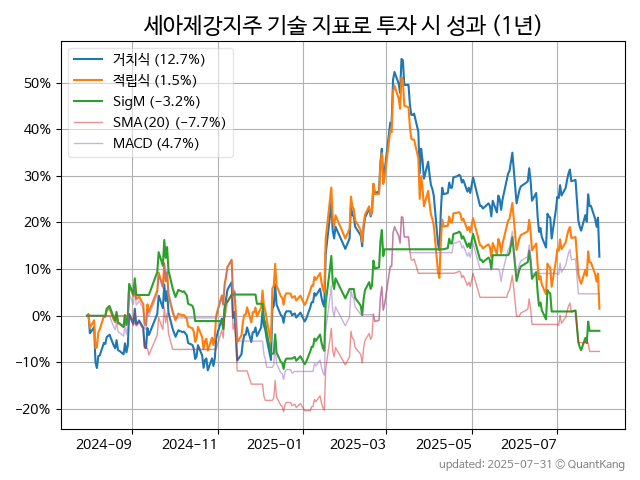 세아제강지주 기술 지표로 투자 시 성과 (1년)
거치식 (12.7%)
적립식 (1.5%)
SigM (−3.2%)
SMA(20) (−7.7%)
MACD (4.7%)
50%
40%
30%
20%
10%
0%
−10%
−20%
2024−09
2024−11
2025−01
2025−03
2025−05
2025−07
updated: 2025−07−31 © QuantKang